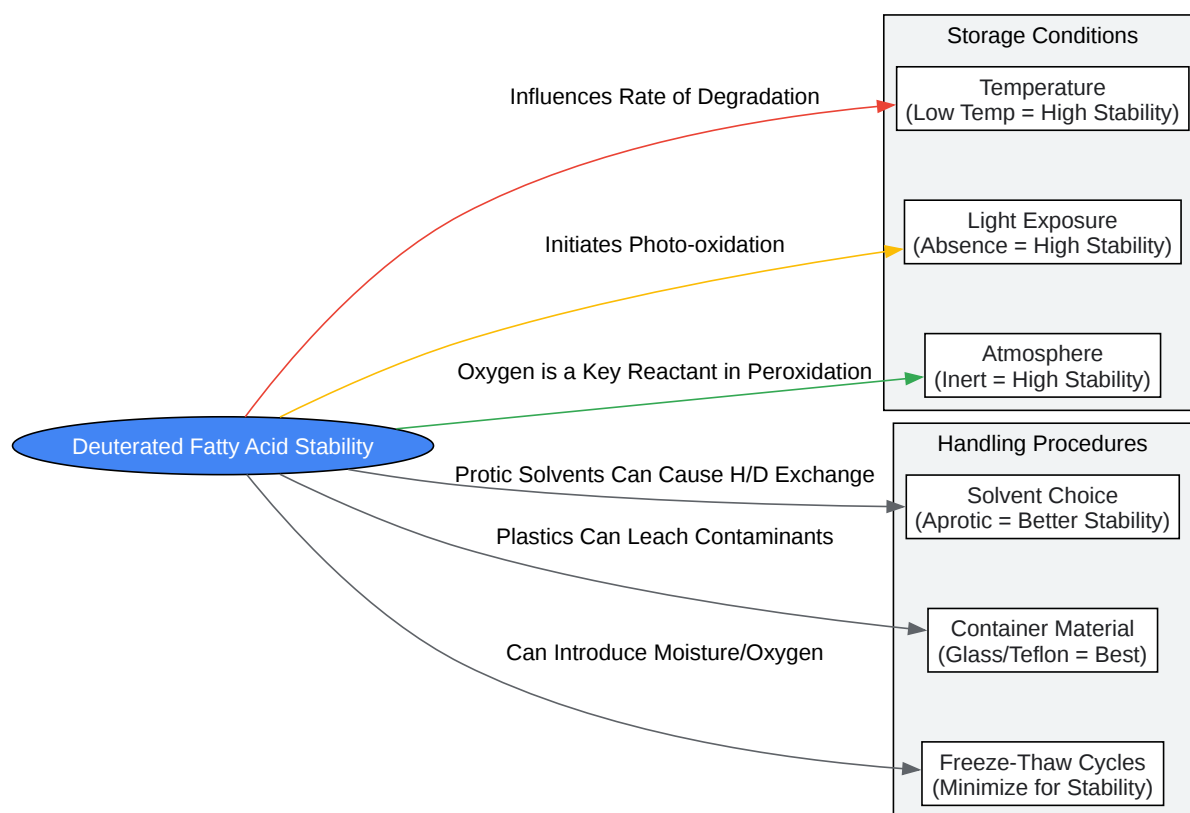 Storage Conditions
Influences Rate of Degradation
Temperature
(Low Temp = High Stability)
Initiates Photo-oxidation
Light Exposure
(Absence = High Stability)
Oxygen is a Key Reactant in Peroxidation
Atmosphere
(Inert = High Stability)
Deuterated Fatty Acid Stability
Handling Procedures
Protic Solvents Can Cause H/D Exchange
Solvent Choice
(Aprotic = Better Stability)
Plastics Can Leach Contaminants
Container Material
(Glass/Teflon = Best)
Can Introduce Moisture/Oxygen
Freeze-Thaw Cycles
(Minimize for Stability)